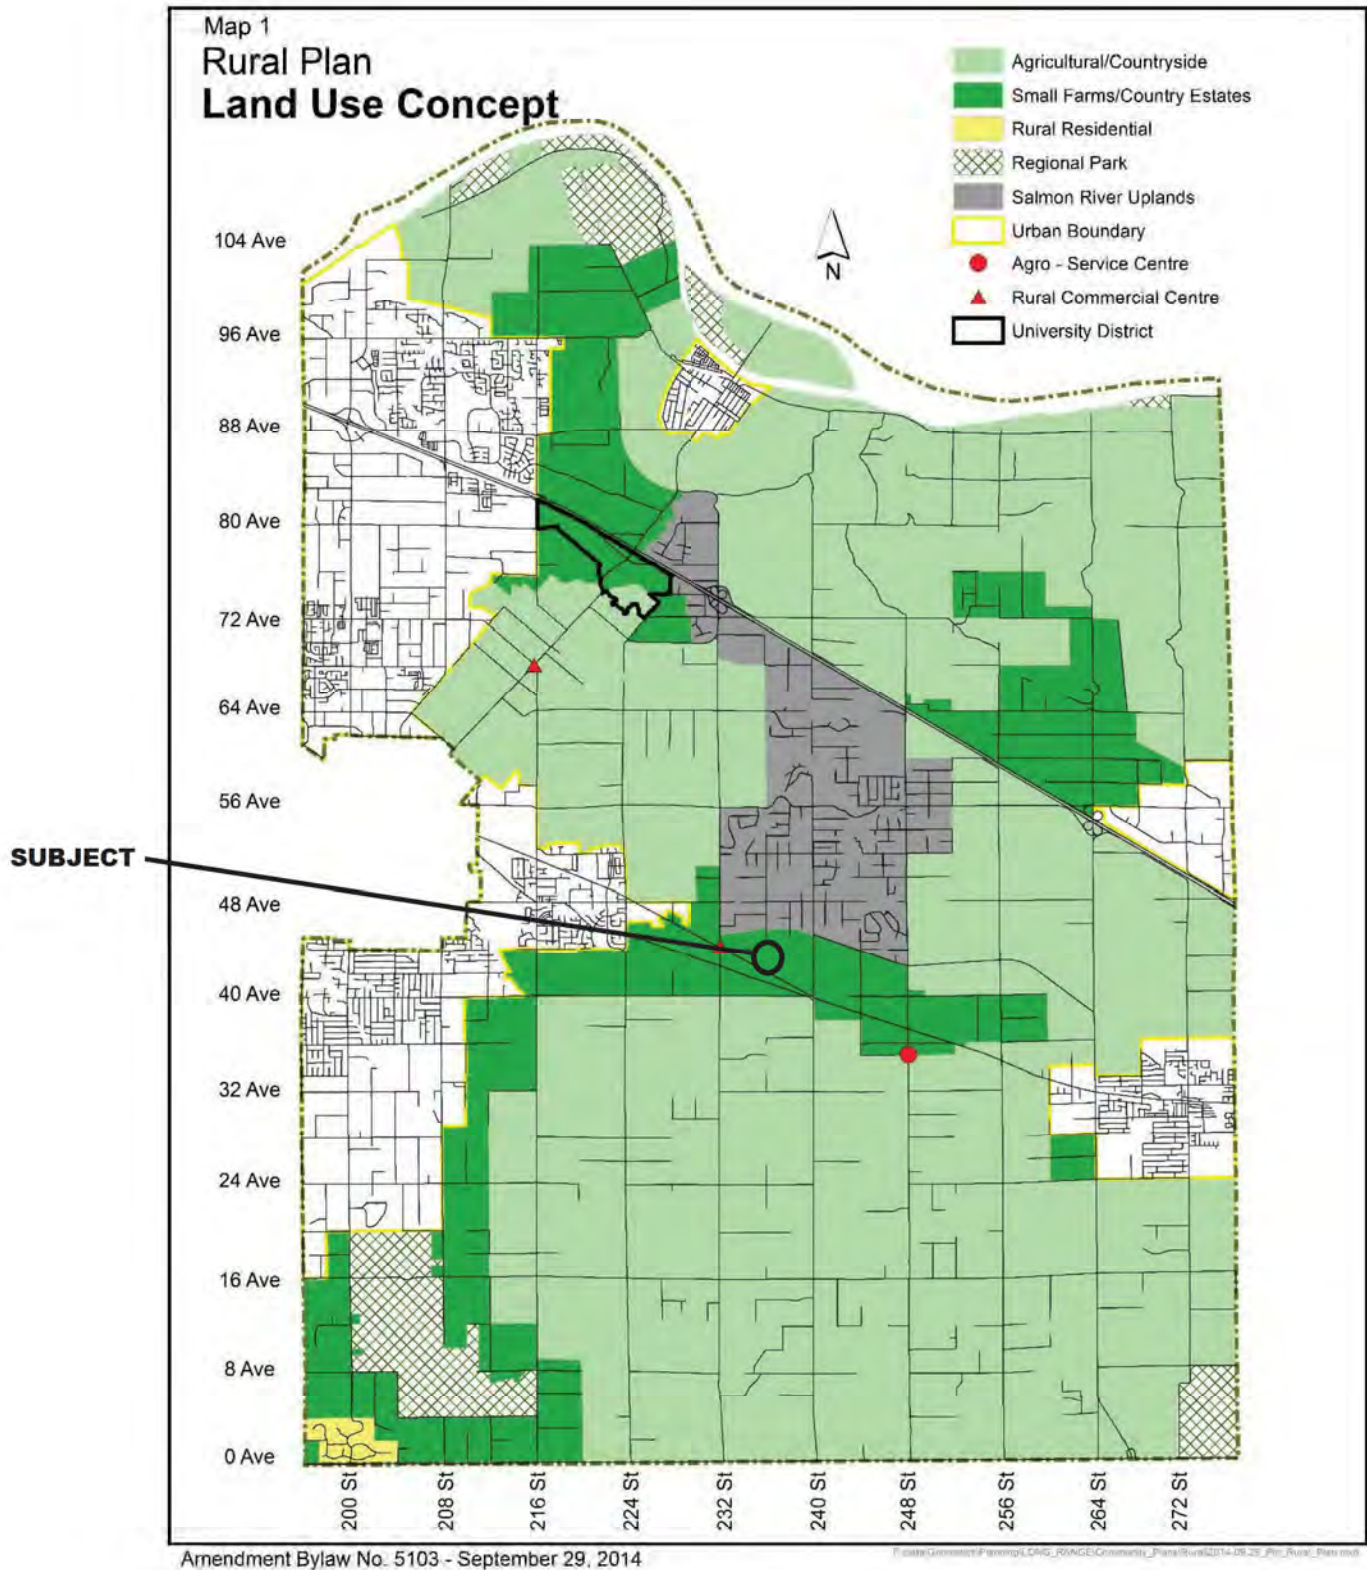 Map 1
Rural Plan
Land Use Concept
Agricultural/Countryside
Small Farms/Country Estates
Rural Residential
Regional Park
Salmon River Uplands
Urban Boundary
Agro - Service Centre
Rural Commercial Centre
University District
N
104 Ave
96 Ave
88 Ave
80 Ave
72 Ave
64 Ave
56 Ave
SUBJECT
48 Ave
40 Ave
32 Ave
24 Ave
16 Ave
8 Ave
0 Ave
200 St
208 St
216 St
224 St
232 St
240 St
248 St
256 St
264 St
272 St
Amendment Bylaw No. 5103 - September 29, 2014